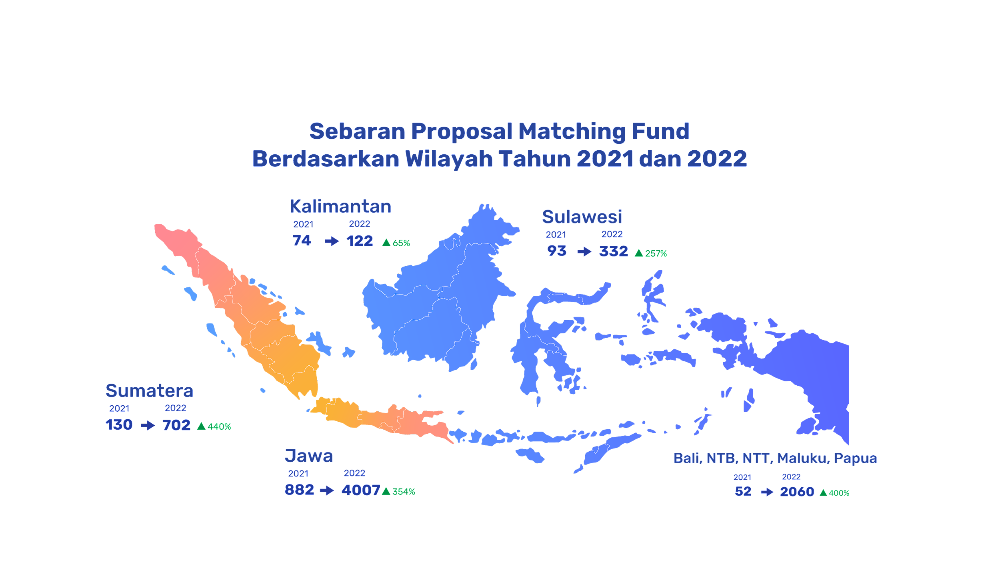 Sebaran Proposal Matching Fund
Berdasarkan Wilayah Tahun 2021 dan 2022
Kalimantan
2021 2022
74 122 65%
Sulawesi
2021 2022
93 332 257%
Sumatera
2021 2022
130 702 440%
Jawa
2021 2022
882 4007 354%
Bali, NTB, NTT, Maluku, Papua
2021 2022
52 2060 400%